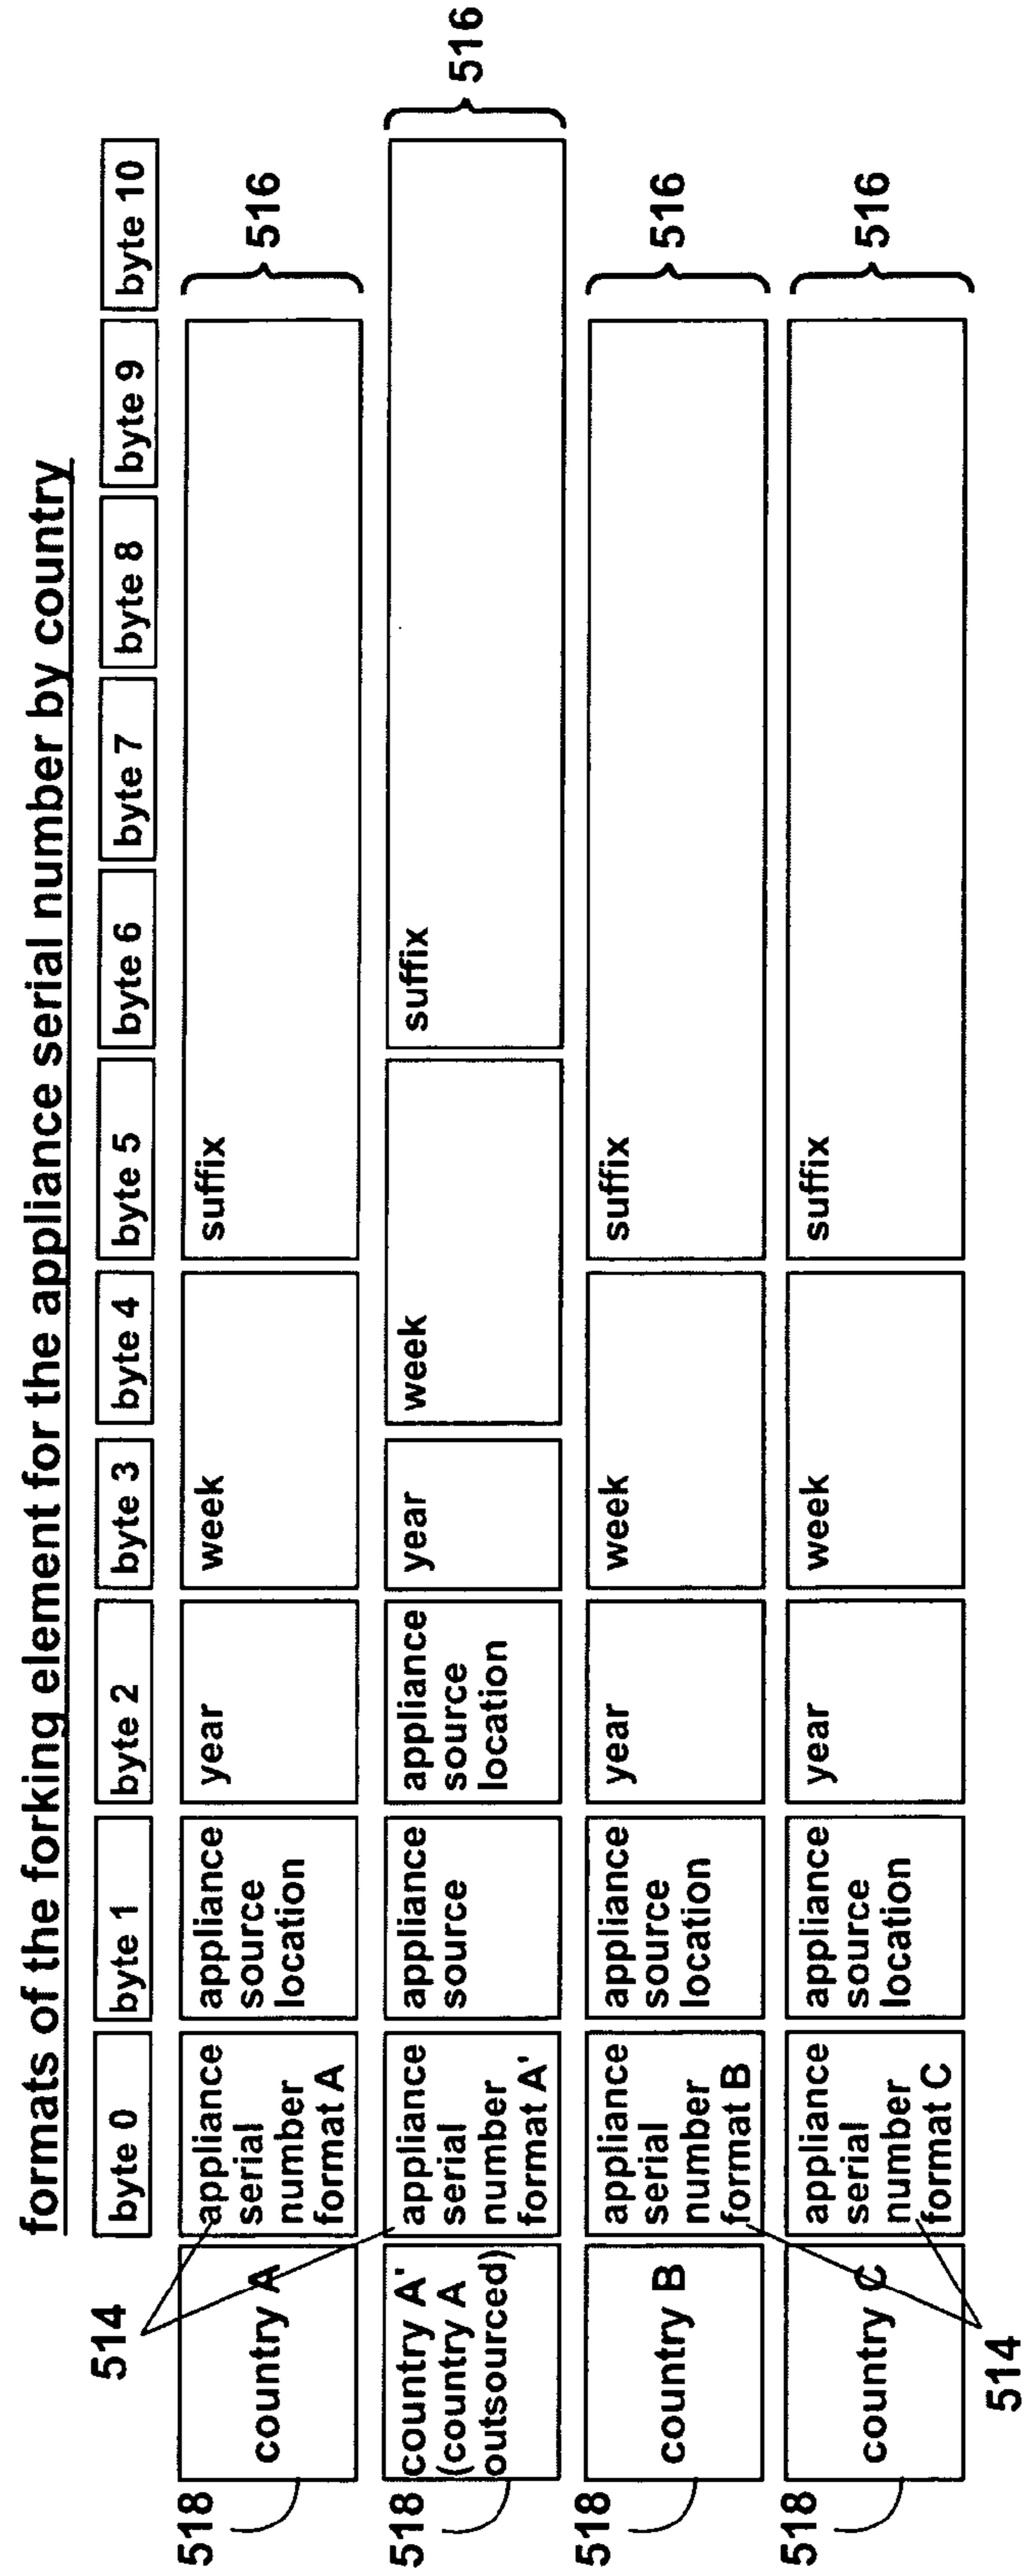 formats of the forking element for the appliance serial number by country
514
byte 0
byte 1
byte 2
byte 3
byte 4
byte 5
byte 6
byte 7
byte 8
byte 9
byte 10
518
country A
appliance
serial
number
format A
appliance
source
location
year
week
suffix
516
518
country A'
(country A
outsourced)
appliance
serial
number
format A'
appliance
source
appliance
source
location
year
week
suffix
516
518
country B
appliance
serial
number
format B
appliance
source
location
year
week
suffix
516
518
country C
appliance
serial
number
format C
appliance
source
location
year
week
suffix
516
514